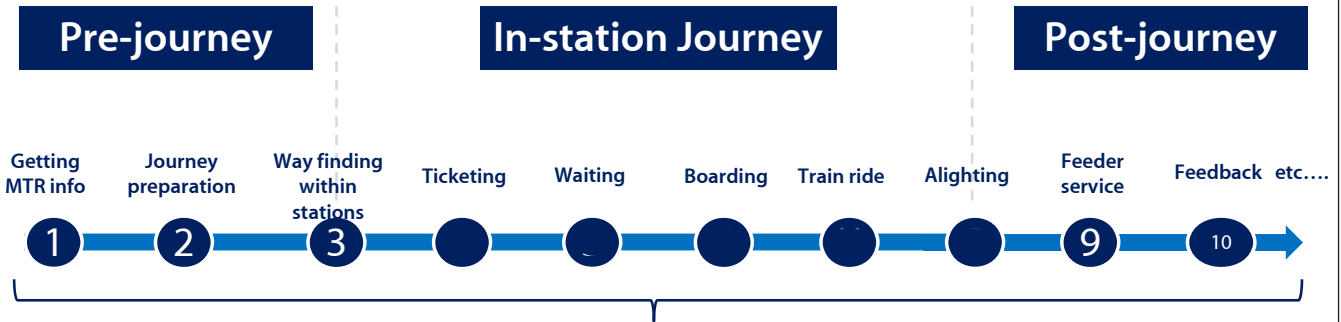 Pre-journey
In-station Journey
Post-journey
Getting
MTR info
Journey
preparation
Way finding
within
stations
Ticketing
Waiting
Boarding
Train ride
Alighting
Feeder
service
Feedback
etc....
1
2
3
9
10